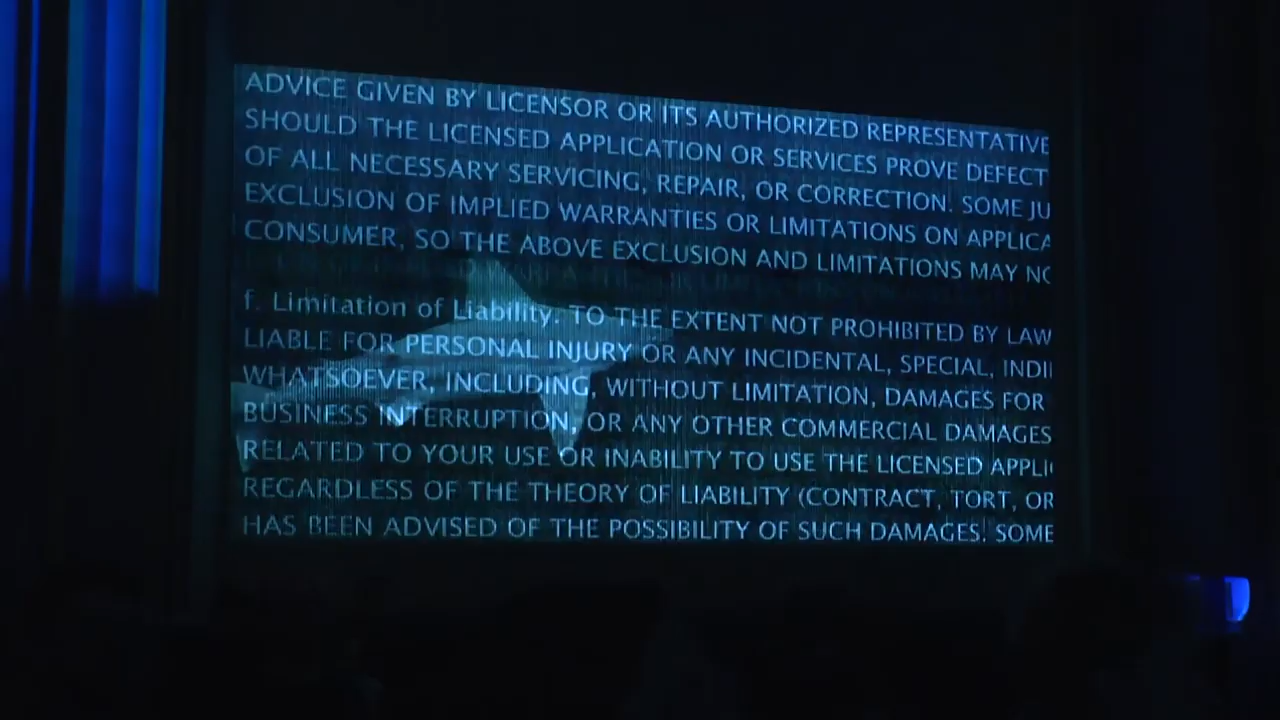 ADVICE GIVEN BY LICENSOR OR ITS AUTHORIZED REPRESENTATIVE
SHOULD THE LICENSED APPLICATION OR SERVICES PROVE DEFECT
OF ALL NECESSARY SERVICING, REPAIR, OR CORRECTION. SOME JU
EXCLUSION OF IMPLIED WARRANTIES OR LIMITATIONS ON APPLICA
CONSUMER, SO THE ABOVE EXCLUSION AND LIMITATIONS MAY NO
f. Limitation of Liability. TO THE EXTENT NOT PROHIBITED BY LAW
LIABLE FOR PERSONAL INJURY OR ANY INCIDENTAL, SPECIAL, INDI
WHATSOEVER, INCLUDING, WITHOUT LIMITATION, DAMAGES FOR
BUSINESS INTERRUPTION, OR ANY OTHER COMMERCIAL DAMAGES
RELATED TO YOUR USE OR INABILITY TO USE THE LICENSED APPLI
REGARDLESS OF THE THEORY OF LIABILITY (CONTRACT, TORT, OR
HAS BEEN ADVISED OF THE POSSIBILITY OF SUCH DAMAGES. SOME